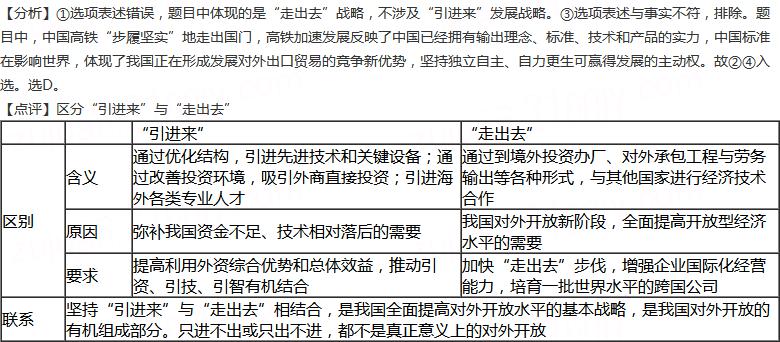 【分析】①选项表述错误，题目中体现的是“走出去”战略，不涉及“引进来”发展战略。③选项表述与事实不符，排除。题
目中，中国高铁“步履坚实”地走出国门，高铁加速发展反映了中国已经拥有输出理念、标准、技术和产品的实力，中国标准
在影响世界，体现了我国正在形成发展对外出口贸易的竞争新优势，坚持独立自主、自力更生可赢得发展的主动权。故②④入
选。选D。
【点评】区分“引进来”与“走出去”
“引进来” “走出去”
区别
含义
通过优化结构，引进先进技术和关键设备；通
过改善投资环境，吸引外商直接投资；引进海
外各类专业人才
通过到境外投资办厂、对外承包工程与劳务
输出等各种形式，与其他国家进行经济技术
合作
原因
弥补我国资金不足、技术相对落后的需要
我国对外开放新阶段，全面提高开放型经济
水平的需要
要求
提高利用外资综合优势和总体效益，推动引
资、引技、引智有机结合
加快“走出去”步伐，增强企业国际化经营
能力，培育一批世界水平的跨国公司
联系
坚持“引进来”与“走出去”相结合，是我国全面提高对外开放水平的基本战略，是我国对外开放的
有机组成部分。只进不出或只出不进，都不是真正意义上的对外开放